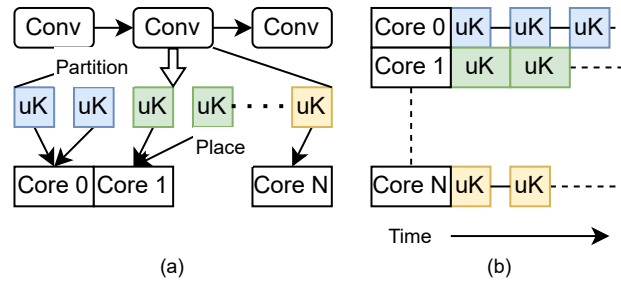 Conv Conv Conv
Partition
uK uK uK uK uK
Place
Core 0 Core 1 Core N
(a)
Core 0 uK uK uK
Core 1 uK uK
Core N uK uK
Time
(b)